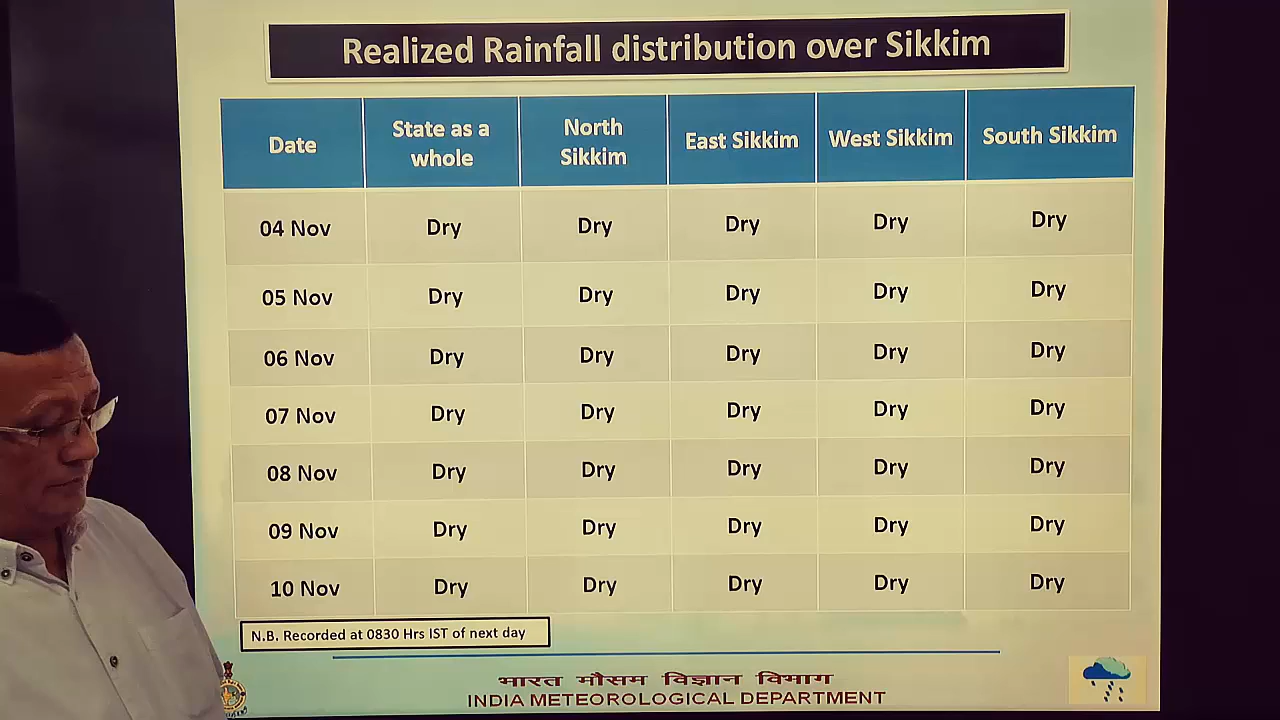 Realized Rainfall distribution over Sikkim
Date State as a whole North Sikkim East Sikkim West Sikkim South Sikkim
04 Nov Dry Dry Dry Dry Dry
05 Nov Dry Dry Dry Dry Dry
06 Nov Dry Dry Dry Dry Dry
07 Nov Dry Dry Dry Dry Dry
08 Nov Dry Dry Dry Dry Dry
09 Nov Dry Dry Dry Dry Dry
10 Nov Dry Dry Dry Dry Dry
N.B. Recorded at 0830 Hrs IST of next day
भारत मौसम विज्ञान विभाग
INDIA METEOROLOGICAL DEPARTMENT